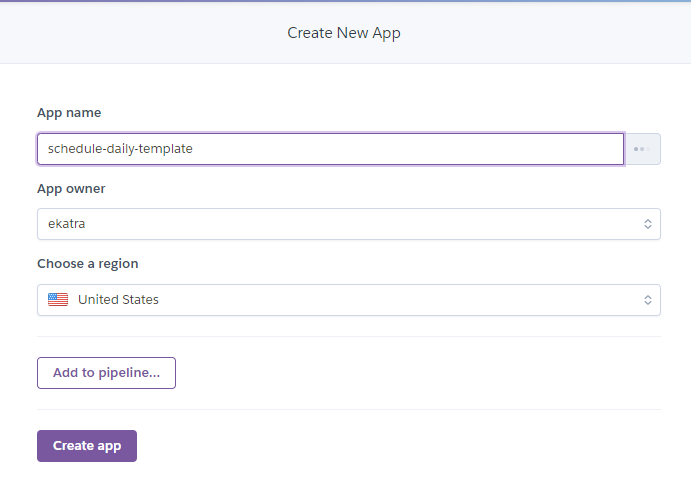 Create New App
App name
schedule-daily-template
App owner
ekatra
Choose a region
United States
Add to pipeline...
Create app